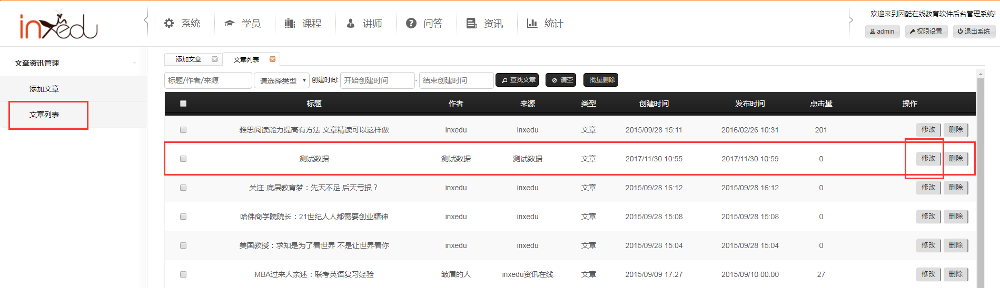 inxedu
系统 学员 课程 讲师 问答 资讯 统计
欢迎来到因酷在线教育软件后台管理系统!
admin 权限设置 退出系统
文章资讯管理
添加文章
文章列表
添加文章 文章列表
标题/作者/来源 请选择类型 创建时间: 开始创建时间 - 结束创建时间 查找文章 清空 批量删除
标题 作者 来源 类型 创建时间 发布时间 点击量 操作
雅思阅读能力提高有方法 文章精读可以这样做 inxedu inxedu 文章 2015/09/28 15:11 2016/02/26 10:31 201 修改 删除
测试数据 测试数据 测试数据 文章 2017/11/30 10:55 2017/11/30 10:59 0 修改 删除
关注·底层教育梦：先天不足 后天亏损？ inxedu inxedu 文章 2015/09/28 16:12 2015/09/28 16:12 0 修改 删除
哈佛商学院院长：21世纪人人都需要创业精神 inxedu inxedu 文章 2015/09/28 15:08 2015/09/28 15:08 0 修改 删除
美国教授：求知是为了看世界 不是让世界看你 inxedu inxedu 文章 2015/09/28 15:04 2015/09/28 15:04 0 修改 删除
MBA过来人亲述：联考英语复习经验 皱眉的人 inxedu资讯在线 文章 2015/09/09 17:27 2015/09/10 00:00 27 修改 删除